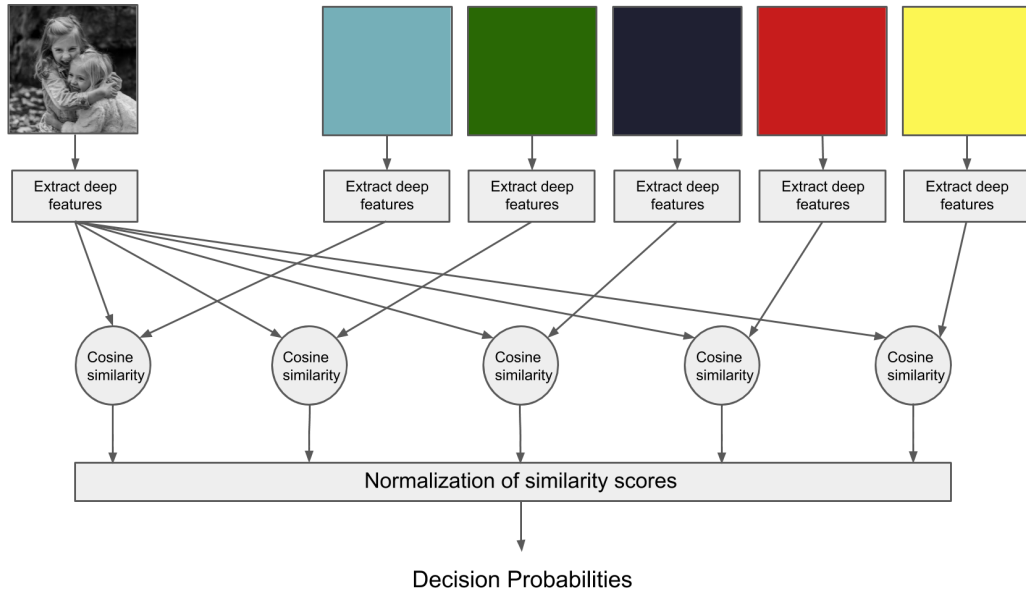 Extract deep
features
Extract deep
features
Extract deep
features
Extract deep
features
Extract deep
features
Extract deep
features
Cosine
similarity
Cosine
similarity
Cosine
similarity
Cosine
similarity
Cosine
similarity
Normalization of similarity scores
Decision Probabilities